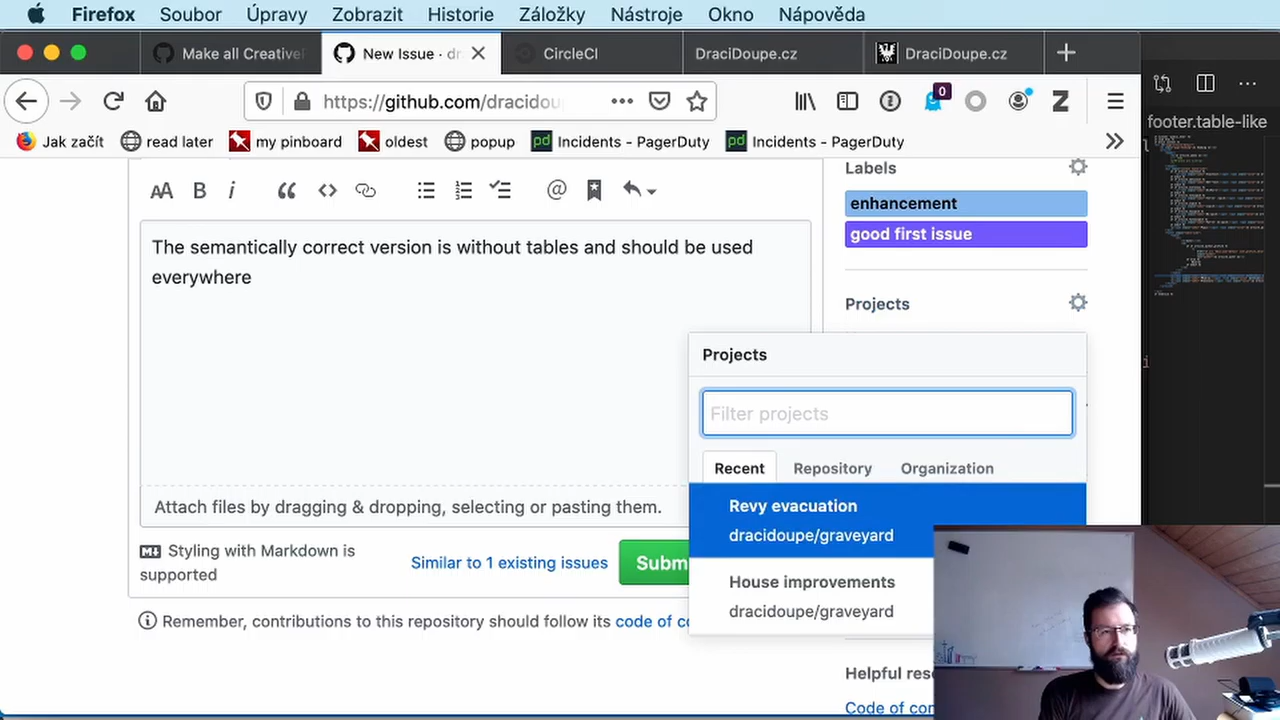 Firefox Soubor Úpravy Zobrazit Historie Záložky Nástroje Okno Nápověda
Make all Creative
New Issue · dr
CircleCI
DraciDoupe.cz
DraciDoupe.cz
https://github.com/dracidou
0
Z
Jak začít
read later
my pinboard
oldest
popup
Incidents - PagerDuty
Incidents - PagerDuty
footer.table-like
AA B i
The semantically correct version is without tables and should be used
everywhere
Attach files by dragging & dropping, selecting or pasting them.
Styling with Markdown is
supported
Similar to 1 existing issues
Subm
Remember, contributions to this repository should follow its code of co
Labels
enhancement
good first issue
Projects
Projects
Filter projects
Recent Repository Organization
Revy evacuation
dracidoupe/graveyard
House improvements
dracidoupe/graveyard
Helpful res
Code of con